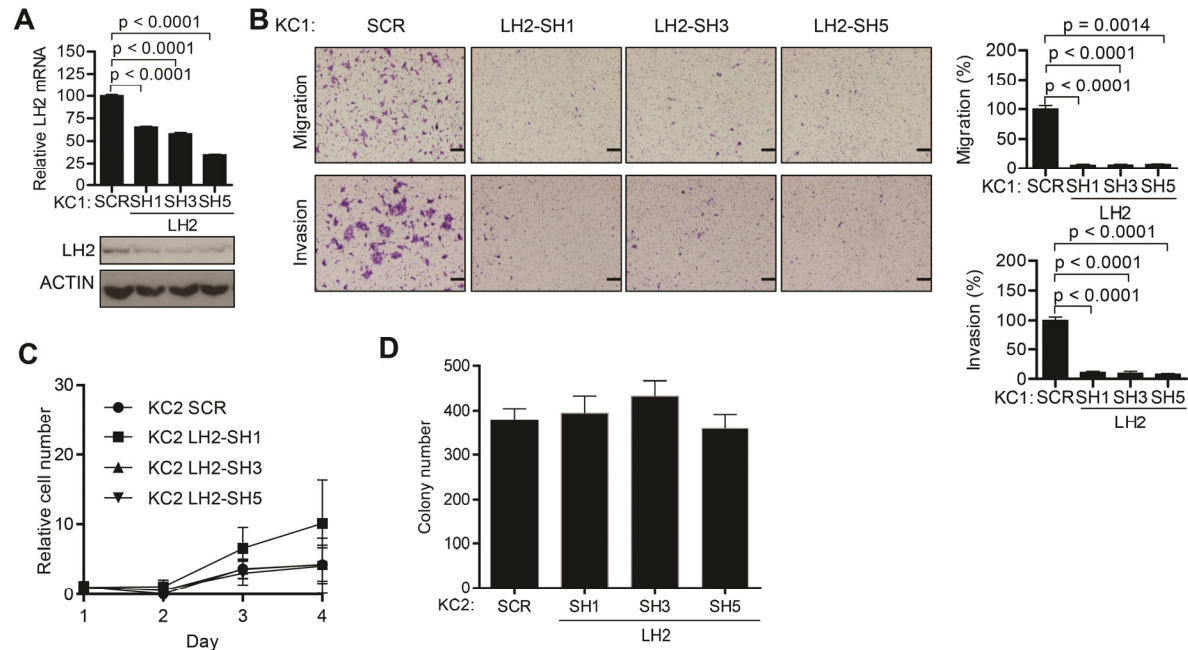 A
p < 0.0001
p < 0.0001
p < 0.0001
Relative LH2 mRNA
150
125
100
75
50
25
KC1: SCR SH1 SH3 SH5
LH2
LH2
ACTIN
B
KC1: SCR LH2-SH1 LH2-SH3 LH2-SH5
Migration
Invasion
p = 0.0014
p < 0.0001
p < 0.0001
Migration (%)
200
150
100
50
0
KC1: SCR SH1 SH3 SH5
LH2
p < 0.0001
p < 0.0001
p < 0.0001
Invasion (%)
200
150
100
50
0
KC1: SCR SH1 SH3 SH5
LH2
C
Relative cell number
30
20
10
0
KC2 SCR
KC2 LH2-SH1
KC2 LH2-SH3
KC2 LH2-SH5
1 2 3 4
Day
D
Colony number
500
400
300
200
100
0
KC2: SCR SH1 SH3 SH5
LH2